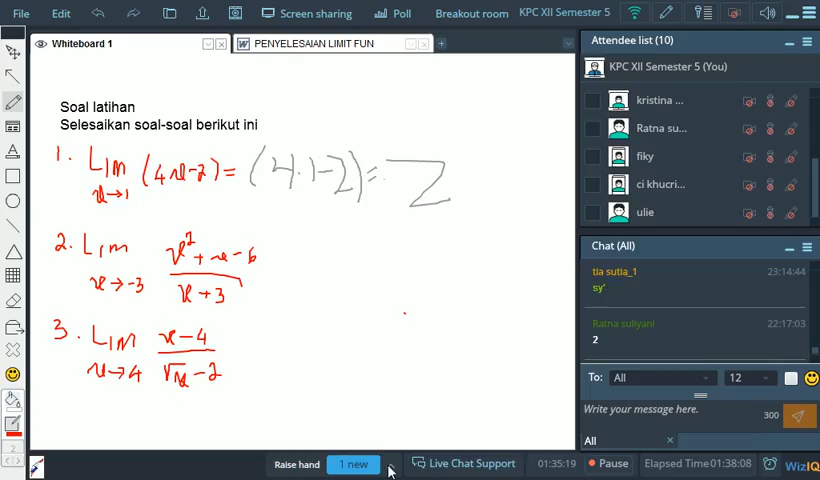 Room Edit Screen sharing Poll Breakout room KPC XII Semester 5
Whiteboard 1 PENYELESAIAN LIMIT FUN
Soal latihan
Selesaikan soal-soal berikut ini
1. Lim x→1 (4x-2) = (4.1-2) = 2
2. Lim x→-3 x²+x-6 / x+3
3. Lim x→4 x-4 / √x-2
2
Attendee list (10)
KPC XII Semester 5 (You)
kristina ...
Ratna su...
fiky
ci khucri...
ulie
Chat (All)
tia sutia_1 23:14:44
sy'
Ratna suliyani 22:17:03
2
To: All 12
Write your message here. 300
All
Raise hand 1 new Live Chat Support 01:35:19 Pause Elapsed Time 01:38:08 WizIQ